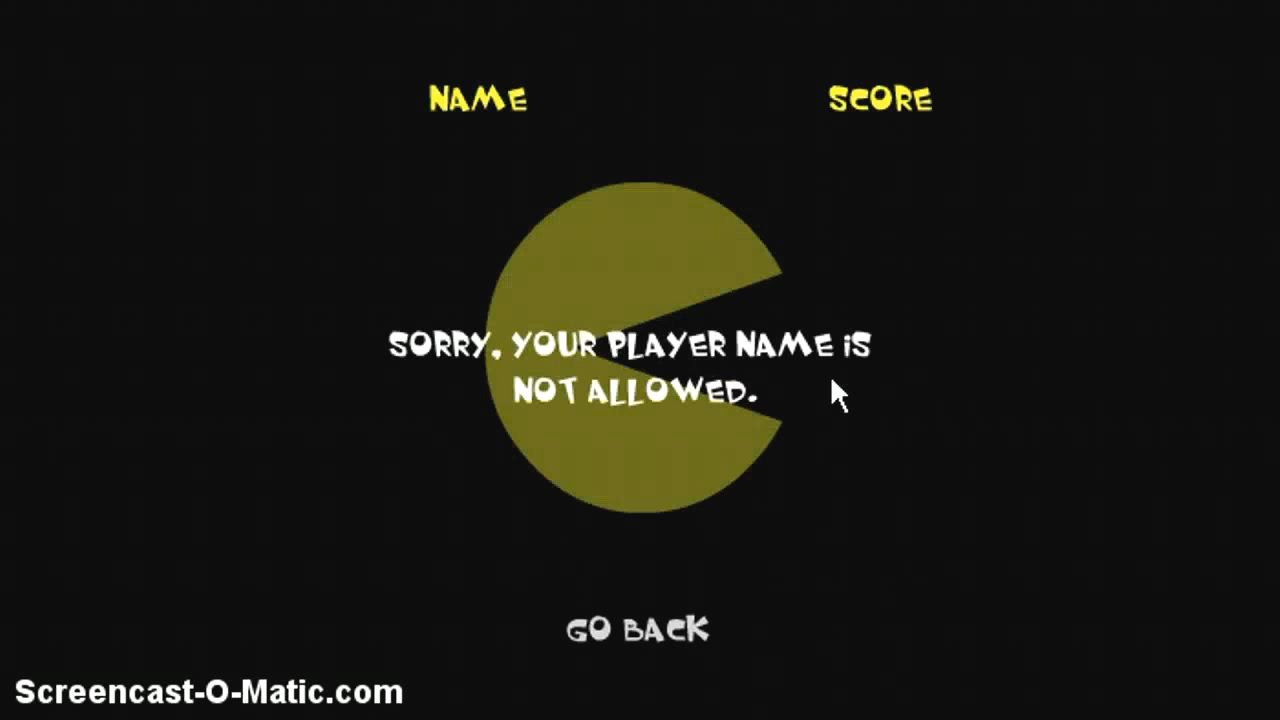 NAME SCORE
SORRY, YOUR PLAYER NAME iS
NOT ALLOWED.
GO BACK
Screencast-O-Matic.com